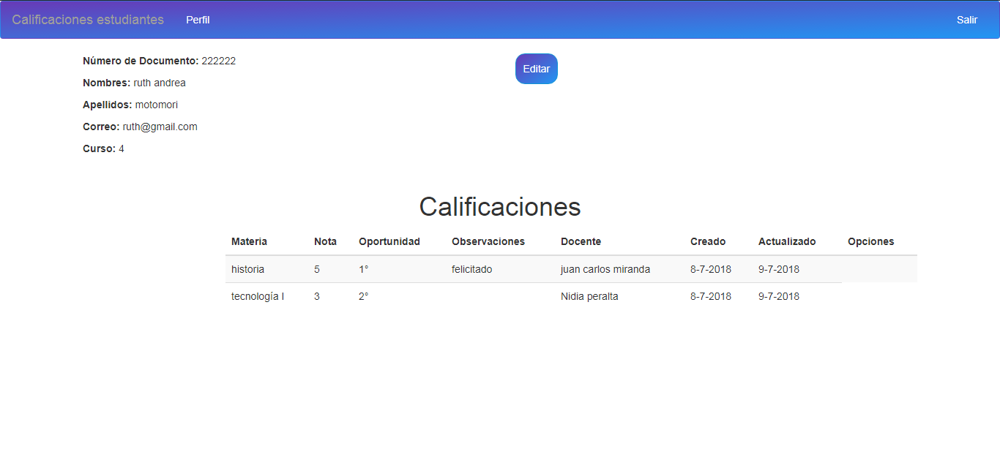 Calificaciones estudiantes Perfil Salir
Número de Documento: 222222
Editar
Nombres: ruth andrea
Apellidos: motomori
Correo: ruth@gmail.com
Curso: 4
Calificaciones
Materia Nota Oportunidad Observaciones Docente Creado Actualizado Opciones
historia 5 1° felicitado juan carlos miranda 8-7-2018 9-7-2018
tecnología I 3 2° Nidia peralta 8-7-2018 9-7-2018